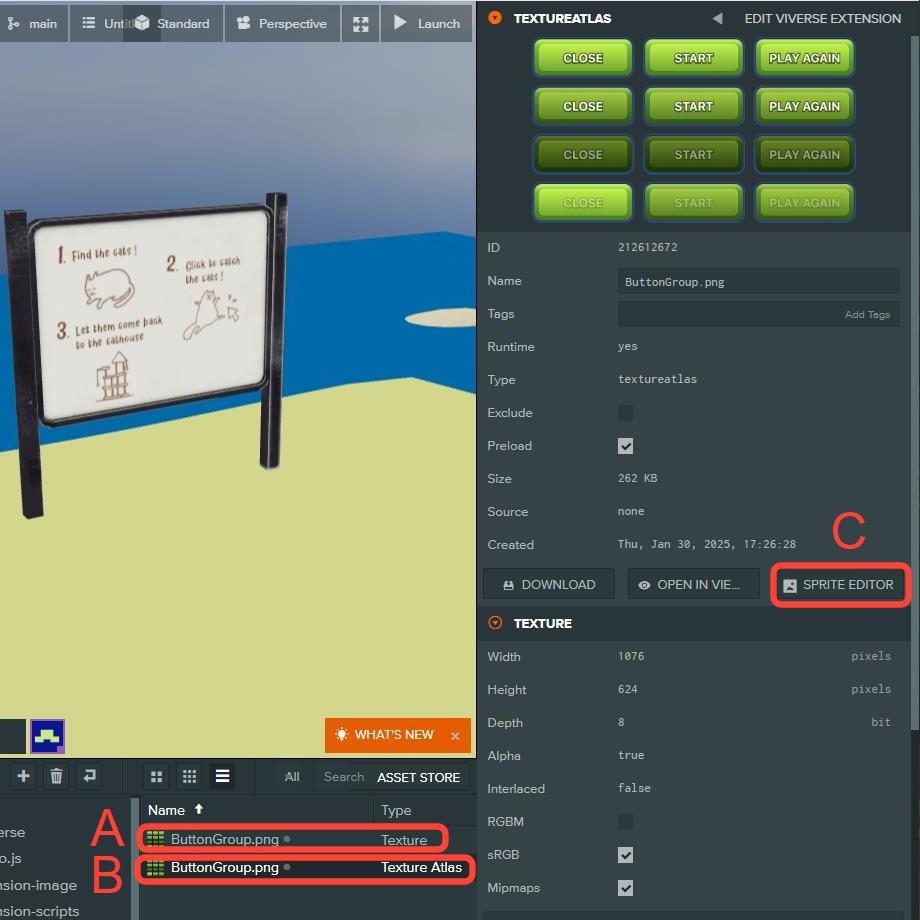 main
Unti
Standard
Perspective
Launch
TEXTUREATLAS
EDIT VIVERSE EXTENSION
CLOSE START PLAY AGAIN
CLOSE START PLAY AGAIN
CLOSE START PLAY AGAIN
CLOSE START PLAY AGAIN
1. Find the cats !
2. Click to catch
the cats !
3. Let them come back
to the cathouse
ID 212612672
Name ButtonGroup.png
Tags Add Tags
Runtime yes
Type textureatlas
Exclude
Preload
Size 262 KB
Source none
Created Thu, Jan 30, 2025, 17:26:28
C
DOWNLOAD OPEN IN VIE... SPRITE EDITOR
TEXTURE
Width 1076 pixels
Height 624 pixels
Depth 8 bit
Alpha true
Interlaced false
RGBM
sRGB
Mipmaps
WHAT'S NEW ×
All Search ASSET STORE
Name Type
A ButtonGroup.png Texture
B ButtonGroup.png Texture Atlas
erse
o.js
nsion-image
nsion-scripts